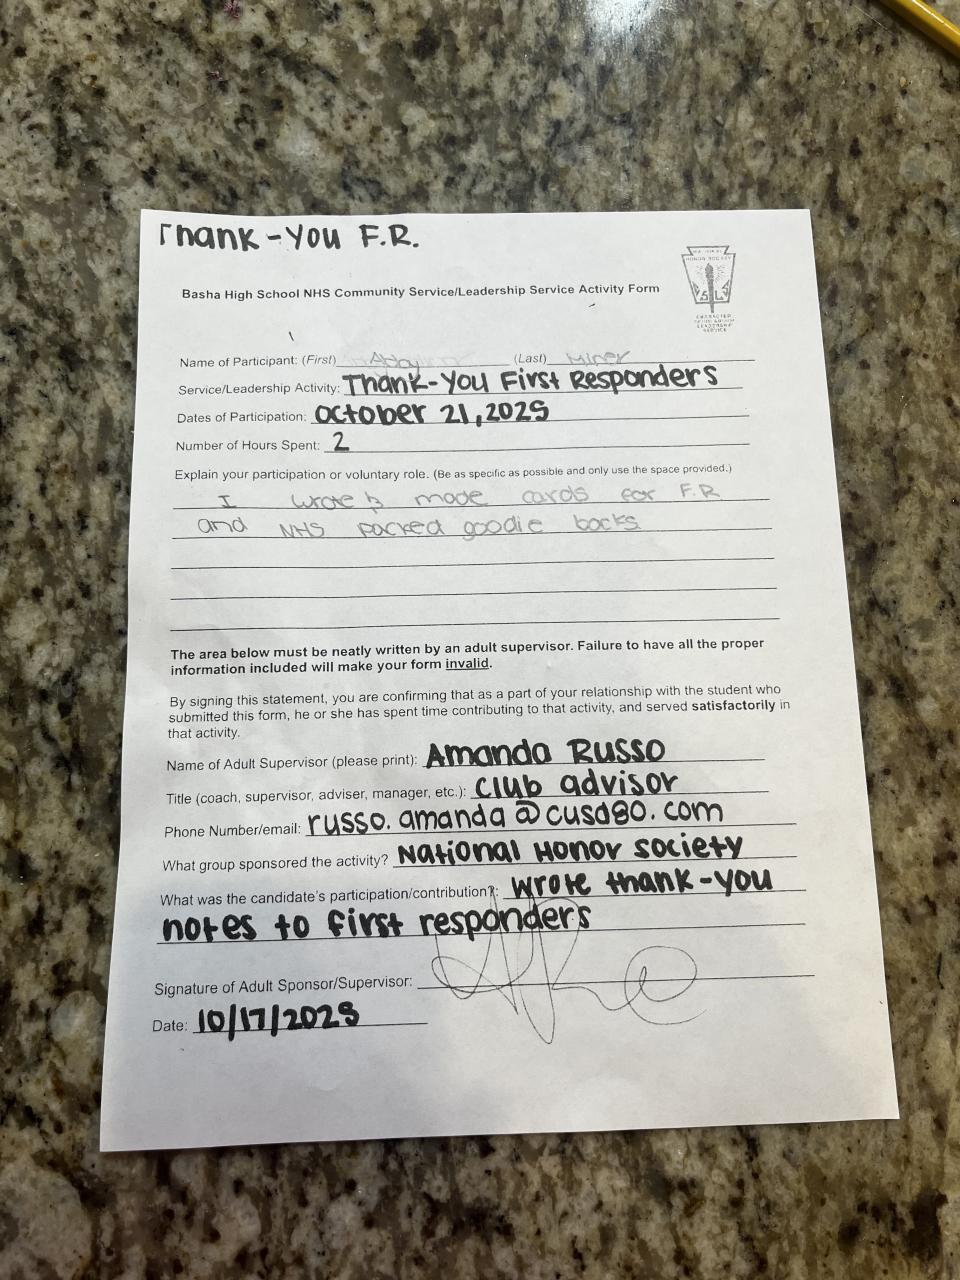 Thank-You F.R.
HONOR SOCIETY
CHARACTER
SCHOLARSHIP
LEADERSHIP
SERVICE
Basha High School NHS Community Service/Leadership Service Activity Form
Name of Participant: (First) Abby (Last) Miner
Service/Leadership Activity: Thank-You First Responders
Dates of Participation: October 21, 2025
Number of Hours Spent: 2
Explain your participation or voluntary role. (Be as specific as possible and only use the space provided.)
I wrote & made cards for F.R
and NHS packed goodie backs
The area below must be neatly written by an adult supervisor. Failure to have all the proper
information included will make your form invalid.
By signing this statement, you are confirming that as a part of your relationship with the student who
submitted this form, he or she has spent time contributing to that activity, and served satisfactorily in
that activity.
Name of Adult Supervisor (please print): Amanda Russo
Title (coach, supervisor, adviser, manager, etc.): Club advisor
Phone Number/email: russo.amanda@cusd80.com
What group sponsored the activity? National Honor Society
What was the candidate's participation/contribution?: Wrote thank-you
notes to first responders
Signature of Adult Sponsor/Supervisor:
Date: 10/17/2025